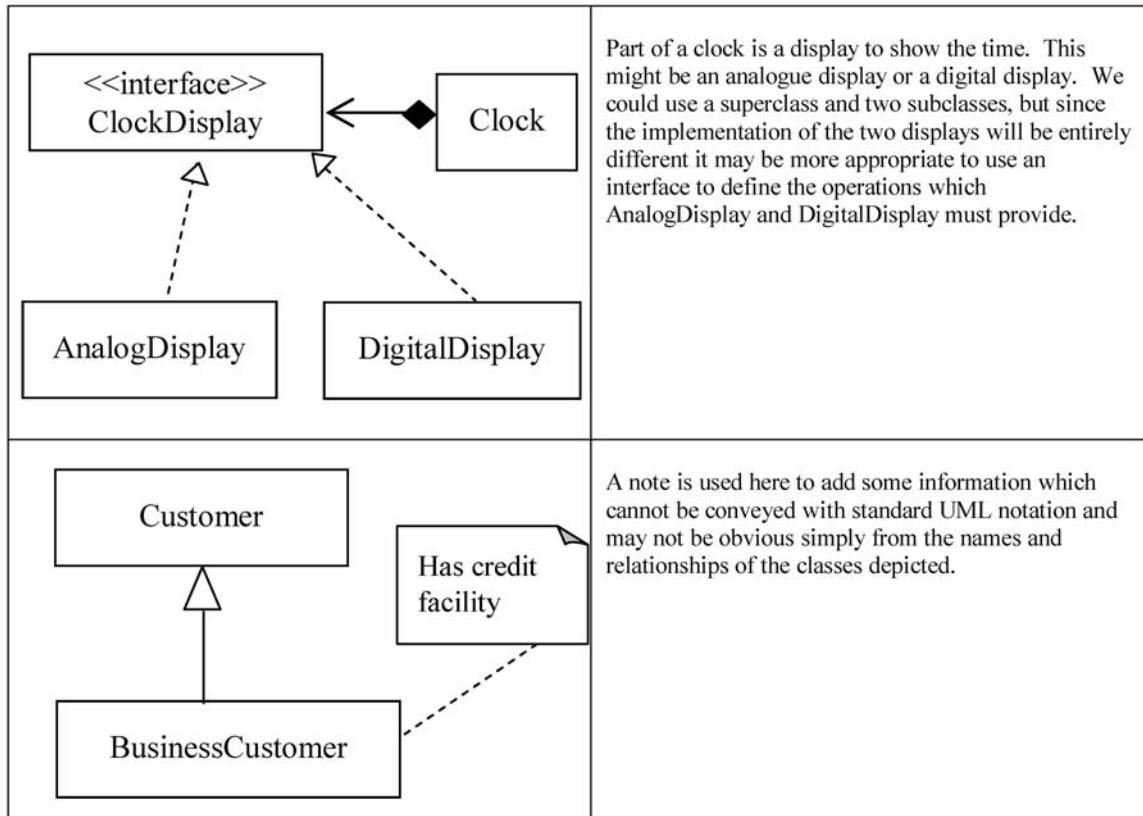 <<interface>>
ClockDisplay
Clock
AnalogDisplay
DigitalDisplay
Part of a clock is a display to show the time. This
might be an analogue display or a digital display. We
could use a superclass and two subclasses, but since
the implementation of the two displays will be entirely
different it may be more appropriate to use an
interface to define the operations which
AnalogDisplay and DigitalDisplay must provide.
Customer
Has credit
facility
BusinessCustomer
A note is used here to add some information which
cannot be conveyed with standard UML notation and
may not be obvious simply from the names and
relationships of the classes depicted.